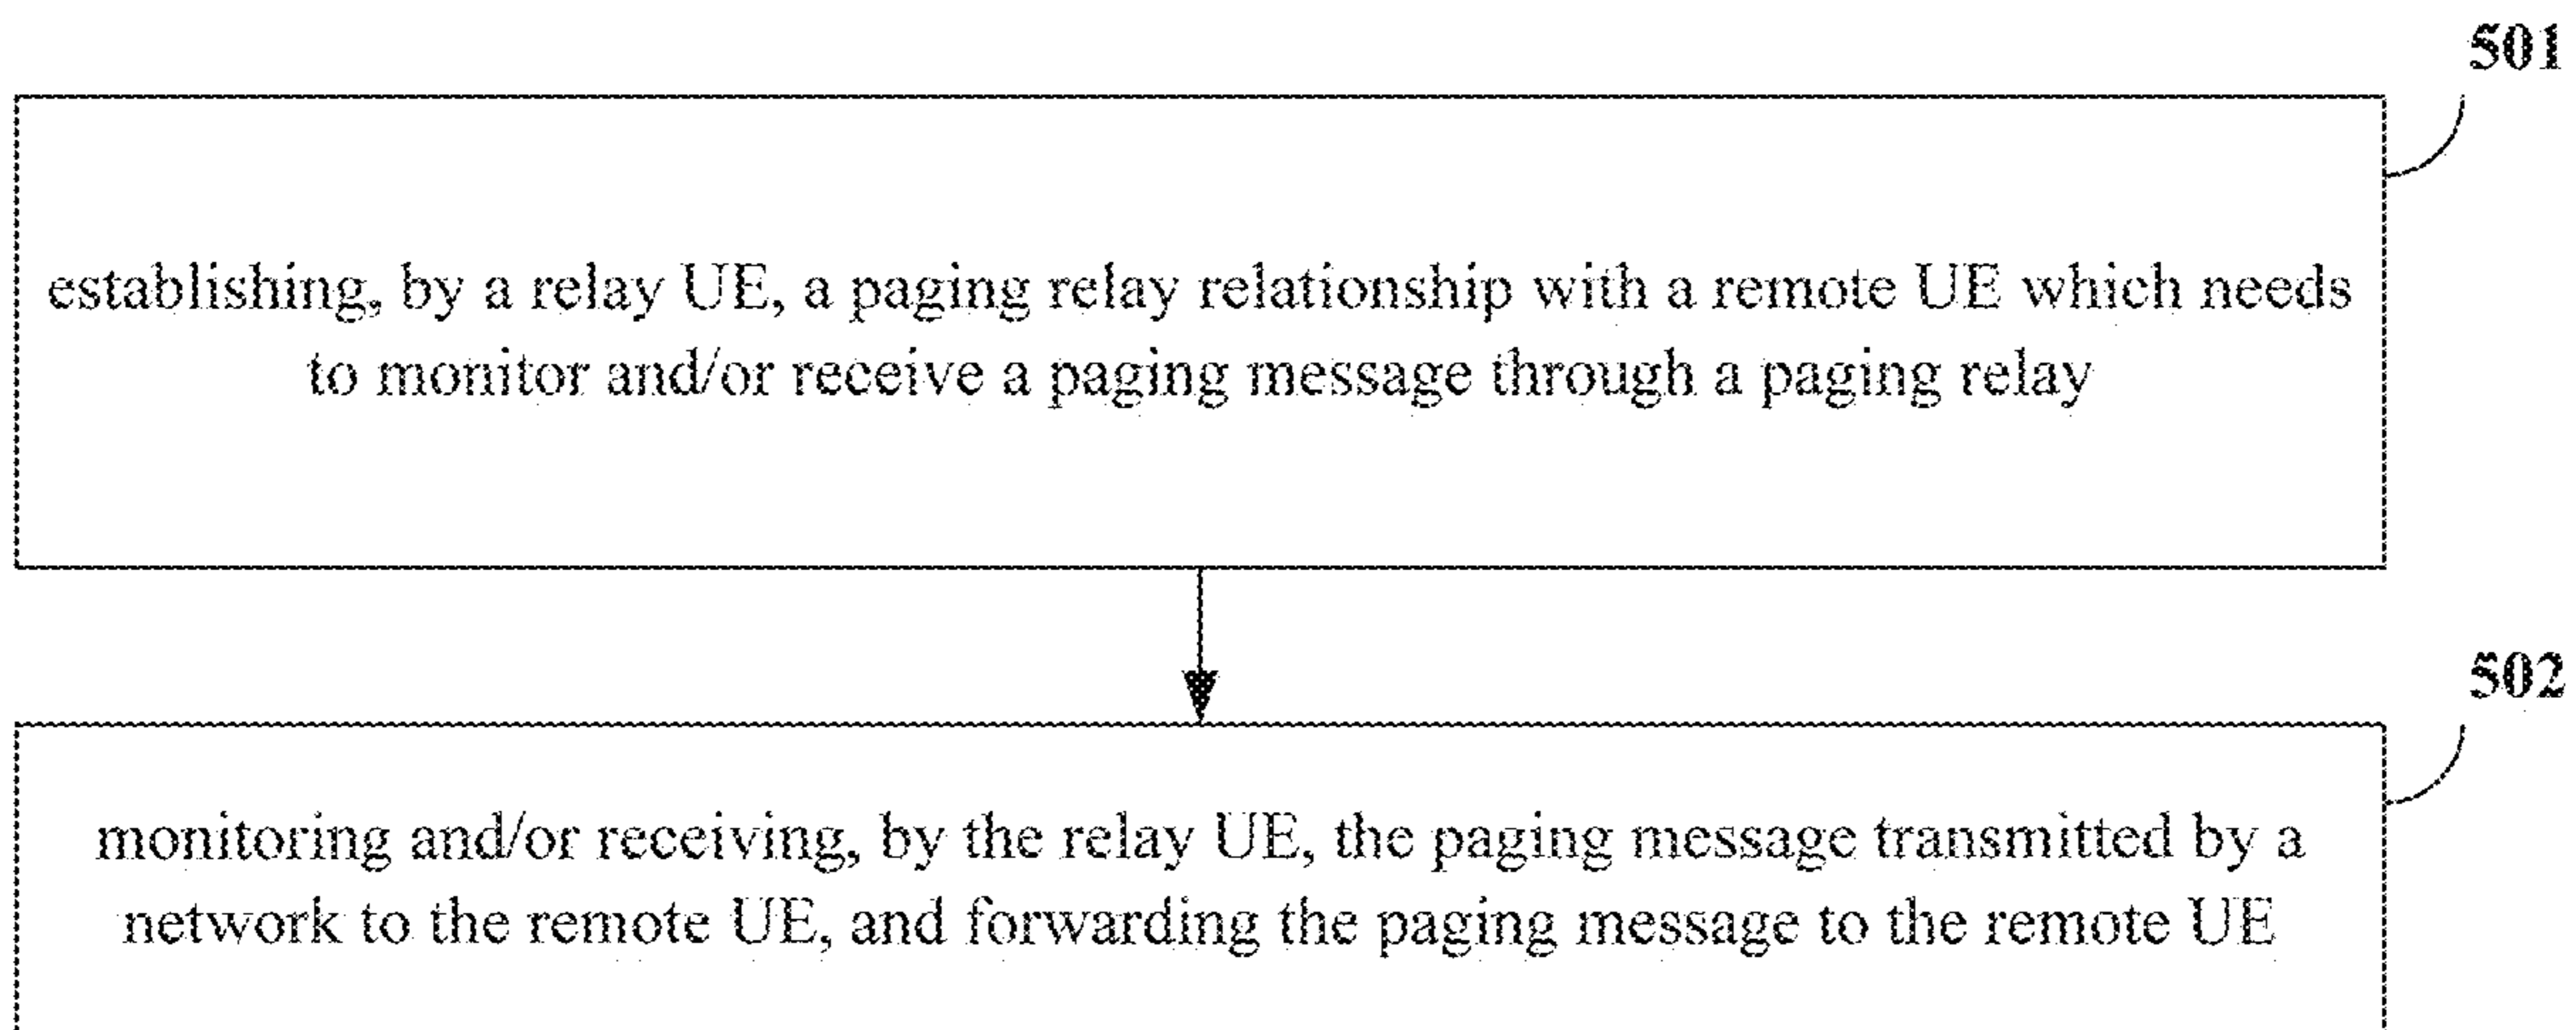 501
establishing, by a relay UE, a paging relay relationship with a remote UE which needs
to monitor and/or receive a paging message through a paging relay
502
monitoring and/or receiving, by the relay UE, the paging message transmitted by a
network to the remote UE, and forwarding the paging message to the remote UE